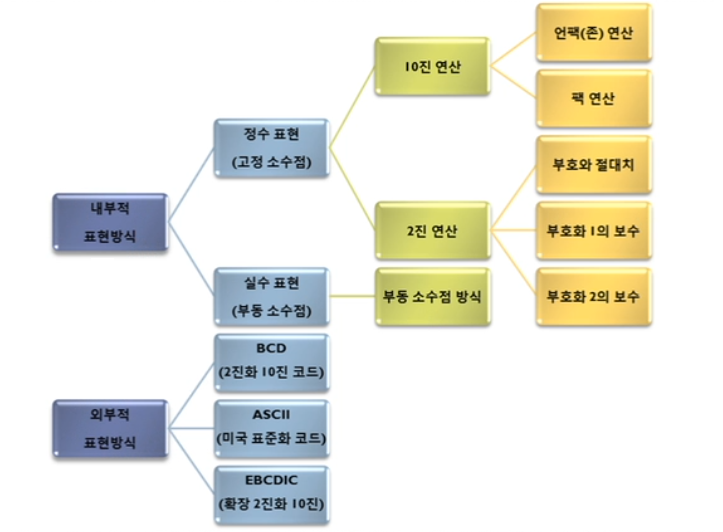 언팩(존) 연산
10진 연산
팩 연산
정수 표현
(고정 소수점)
부호와 절대치
내부적
표현방식
2진 연산
부호화 1의 보수
실수 표현
(부동 소수점)
부동 소수점 방식
부호화 2의 보수
BCD
(2진화 10진 코드)
외부적
표현방식
ASCII
(미국 표준화 코드)
EBCDIC
(확장 2진화 10진)